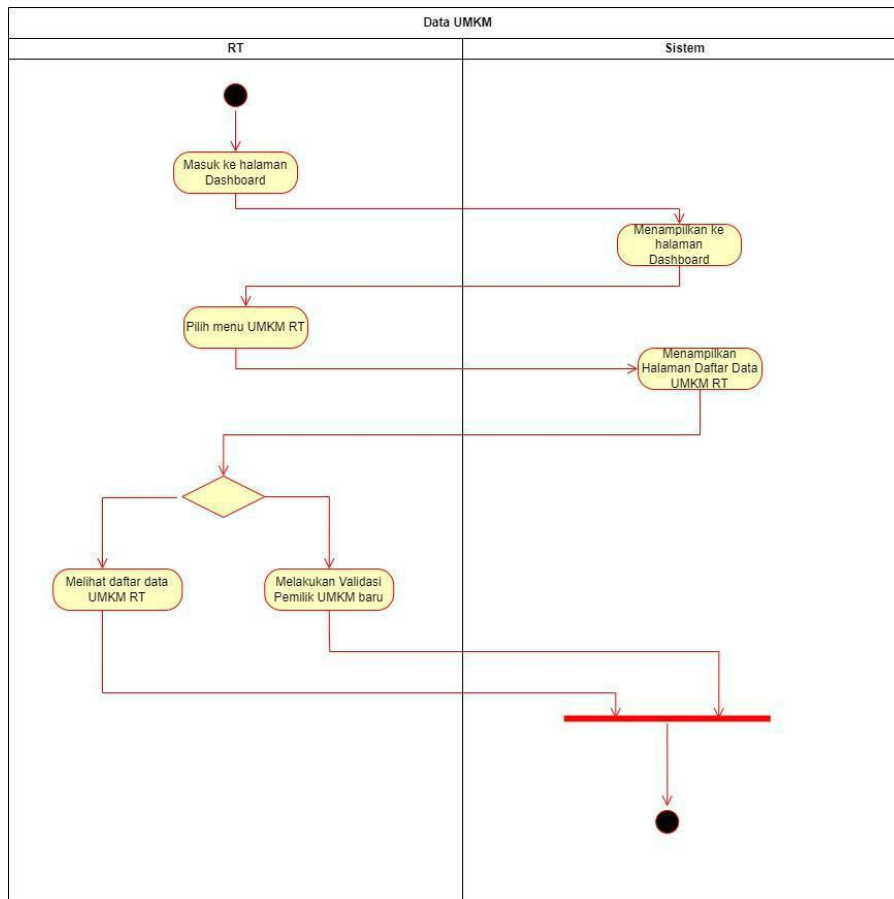 Data UMKM
RT
Sistem
Masuk ke halaman
Dashboard
Menampilkan ke
halaman
Dashboard
Pilih menu UMKM RT
Menampilkan
Halaman Daftar Data
UMKM RT
Melihat daftar data
UMKM RT
Melakukan Validasi
Pemilik UMKM baru